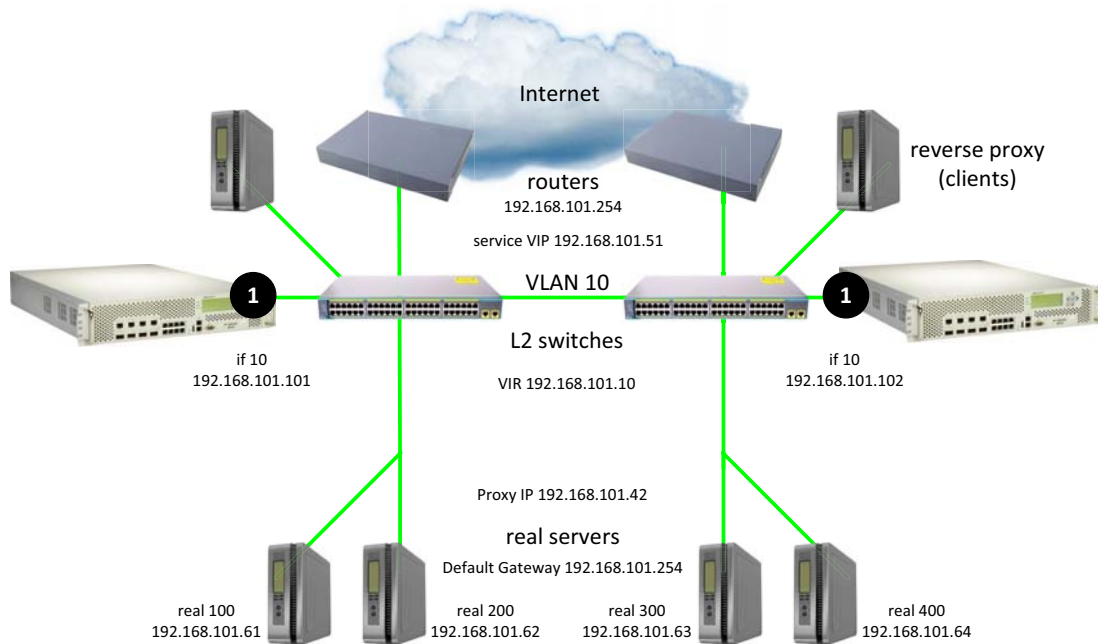 Internet
reverse proxy
(clients)
routers
192.168.101.254
service VIP 192.168.101.51
1
VLAN 10
1
L2 switches
if 10
192.168.101.101
VIR 192.168.101.10
if 10
192.168.101.102
Proxy IP 192.168.101.42
real servers
Default Gateway 192.168.101.254
real 100
192.168.101.61
real 200
192.168.101.62
real 300
192.168.101.63
real 400
192.168.101.64